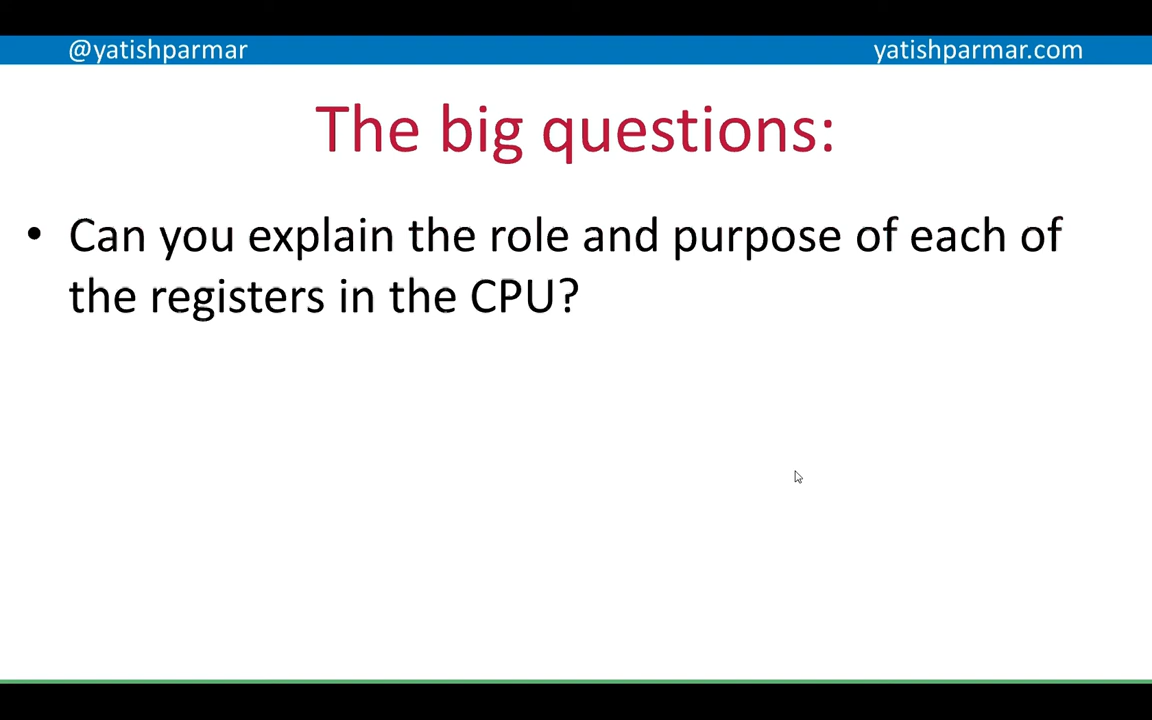 @yatishparmar
yatishparmar.com
The big questions:
• Can you explain the role and purpose of each of
the registers in the CPU?